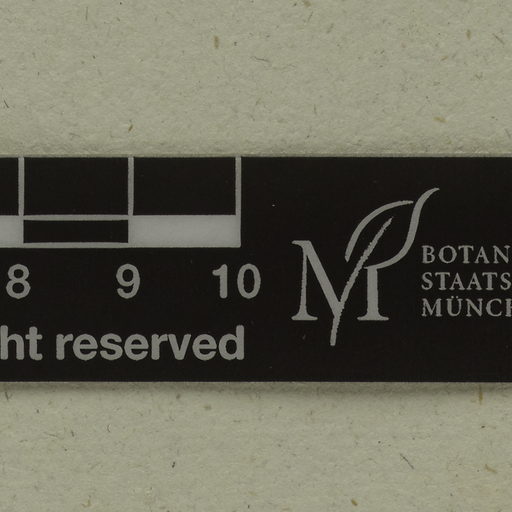 8 9 10
ht reserved
M
BOTAN
STAATS
MÜNCH